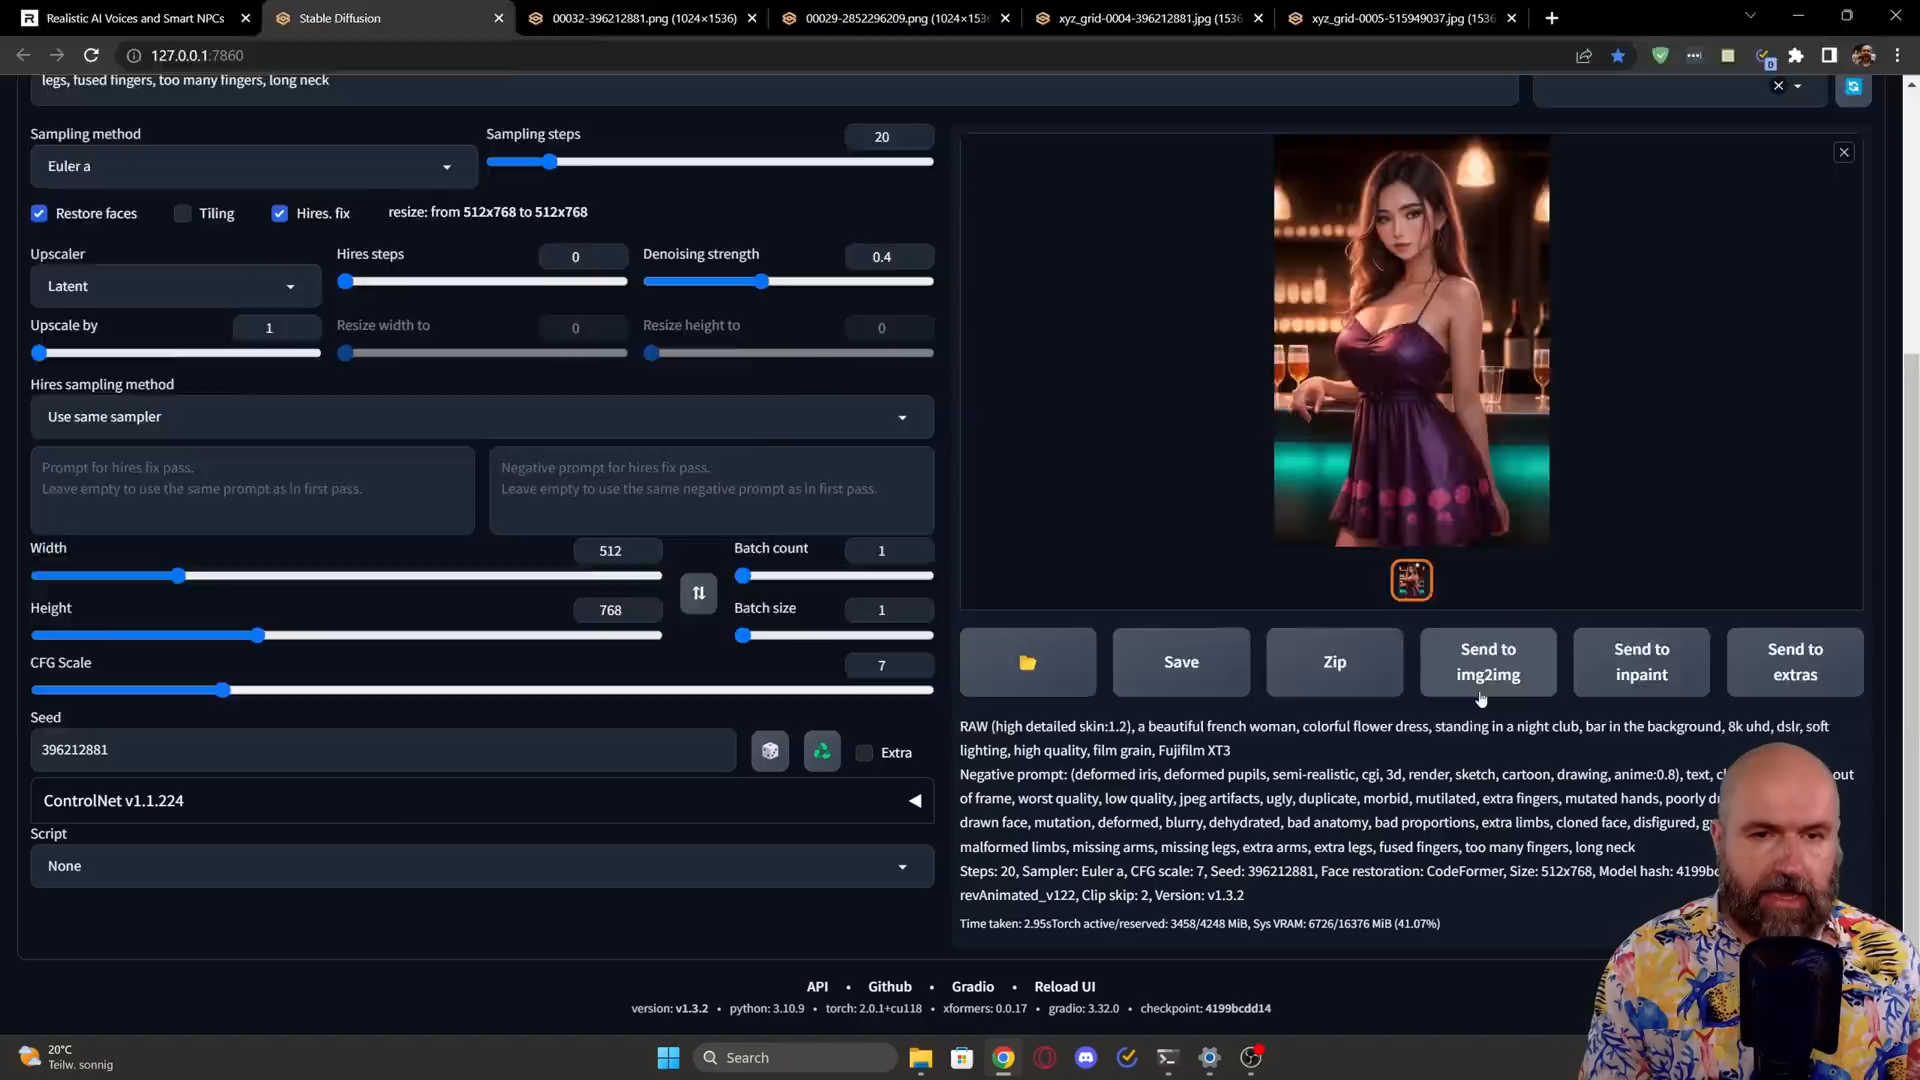 Realistic AI Voices and Smart NPCs
Stable Diffusion
00032-396212881.png (1024×1536)
00029-2852296209.png (1024×153
xyz_grid-0004-396212881.jpg (1536
xyz_grid-0005-515949037.jpg (1536
127.0.0.1:7860
legs, fused fingers, too many fingers, long neck
Sampling method
Sampling steps
20
Euler a
Restore faces
Tiling
Hires. fix
resize: from 512x768 to 512x768
Upscaler
Hires steps
0
Denoising strength
0.4
Latent
Upscale by
1
Resize width to
0
Resize height to
0
Hires sampling method
Use same sampler
Prompt for hires fix pass.
Leave empty to use the same prompt as in first pass.
Negative prompt for hires fix pass.
Leave empty to use the same negative prompt as in first pass.
Width
512
Batch count
1
Height
768
Batch size
1
CFG Scale
7
Seed
396212881
Extra
ControlNet v1.1.224
Script
None
Save
Zip
Send to
img2img
Send to
inpaint
Send to
extras
RAW (high detailed skin:1.2), a beautiful french woman, colorful flower dress, standing in a night club, bar in the background, 8k uhd, dslr, soft
lighting, high quality, film grain, Fujifilm XT3
Negative prompt: (deformed iris, deformed pupils, semi-realistic, cgi, 3d, render, sketch, cartoon, drawing, anime:0.8), text, out
of frame, worst quality, low quality, jpeg artifacts, ugly, duplicate, morbid, mutilated, extra fingers, mutated hands, poorly
drawn face, mutation, deformed, blurry, dehydrated, bad anatomy, bad proportions, extra limbs, cloned face, disfigured,
malformed limbs, missing arms, missing legs, extra arms, extra legs, fused fingers, too many fingers, long neck
Steps: 20, Sampler: Euler a, CFG scale: 7, Seed: 396212881, Face restoration: CodeFormer, Size: 512x768, Model hash: 4199bc
revAnimated_v122, Clip skip: 2, Version: v1.3.2
Time taken: 2.95sTorch active/reserved: 3458/4248 MiB, Sys VRAM: 6726/16376 MiB (41.07%)
API • Github • Gradio • Reload UI
version: v1.3.2 • python: 3.10.9 • torch: 2.0.1+cu118 • xformers: 0.0.17 • gradio: 3.32.0 • checkpoint: 4199bcdd14
20°C
Teilw. sonnig
Search